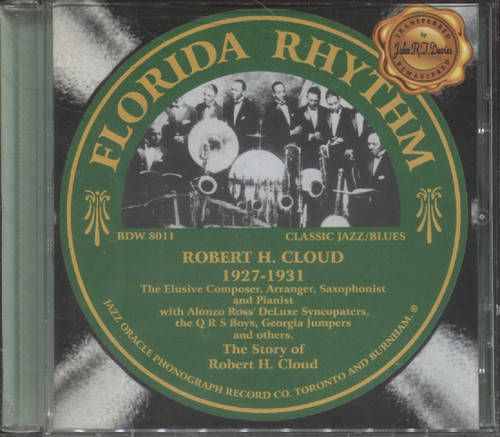 FLORIDA RHYTHM
TRANSFERRED
by
John R.T. Davies
REMASTERED
BDW 8011
CLASSIC JAZZ/BLUES
ROBERT H. CLOUD
1927-1931
The Elusive Composer, Arranger, Saxophonist
and Pianist
with Alonzo Ross' DeLuxe Syncopaters,
the Q R S Boys, Georgia Jumpers
and others.
The Story of
Robert H. Cloud
JAZZ ORACLE PHONOGRAPH RECORD CO. TORONTO AND BURNHAM. ®